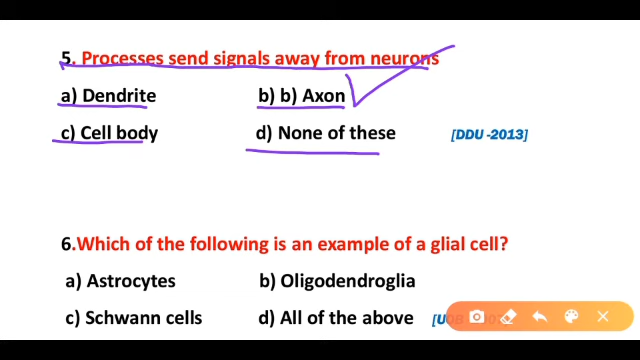 5. Processes send signals away from neurons
a) Dendrite b) b) Axon
c) Cell body d) None of these [DDU -2013]
6.Which of the following is an example of a glial cell?
a) Astrocytes b) Oligodendroglia
c) Schwann cells d) All of the above